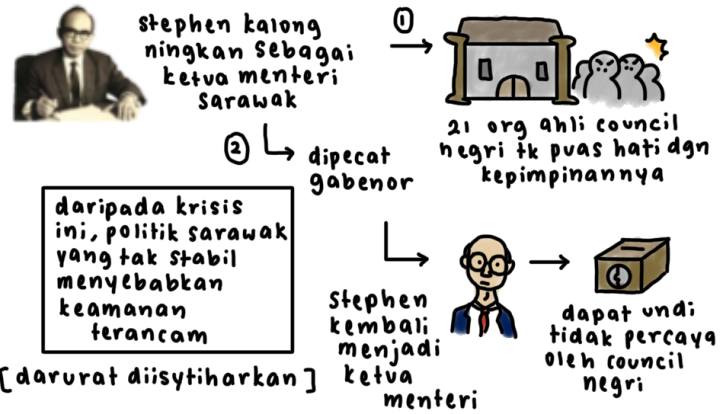 stephen kalong
ningkan sebagai
ketua menteri
sarawak
1
21 org ahli council
negri tk puas hati dgn
kepimpinannya
2
dipecat
gabenor
daripada krisis
ini, politik sarawak
yang tak stabil
menyebabkan
keamanan
terancam
[darurat diisytiharkan]
stephen
kembali
menjadi
ketua
menteri
dapat undi
tidak percaya
oleh council
negri